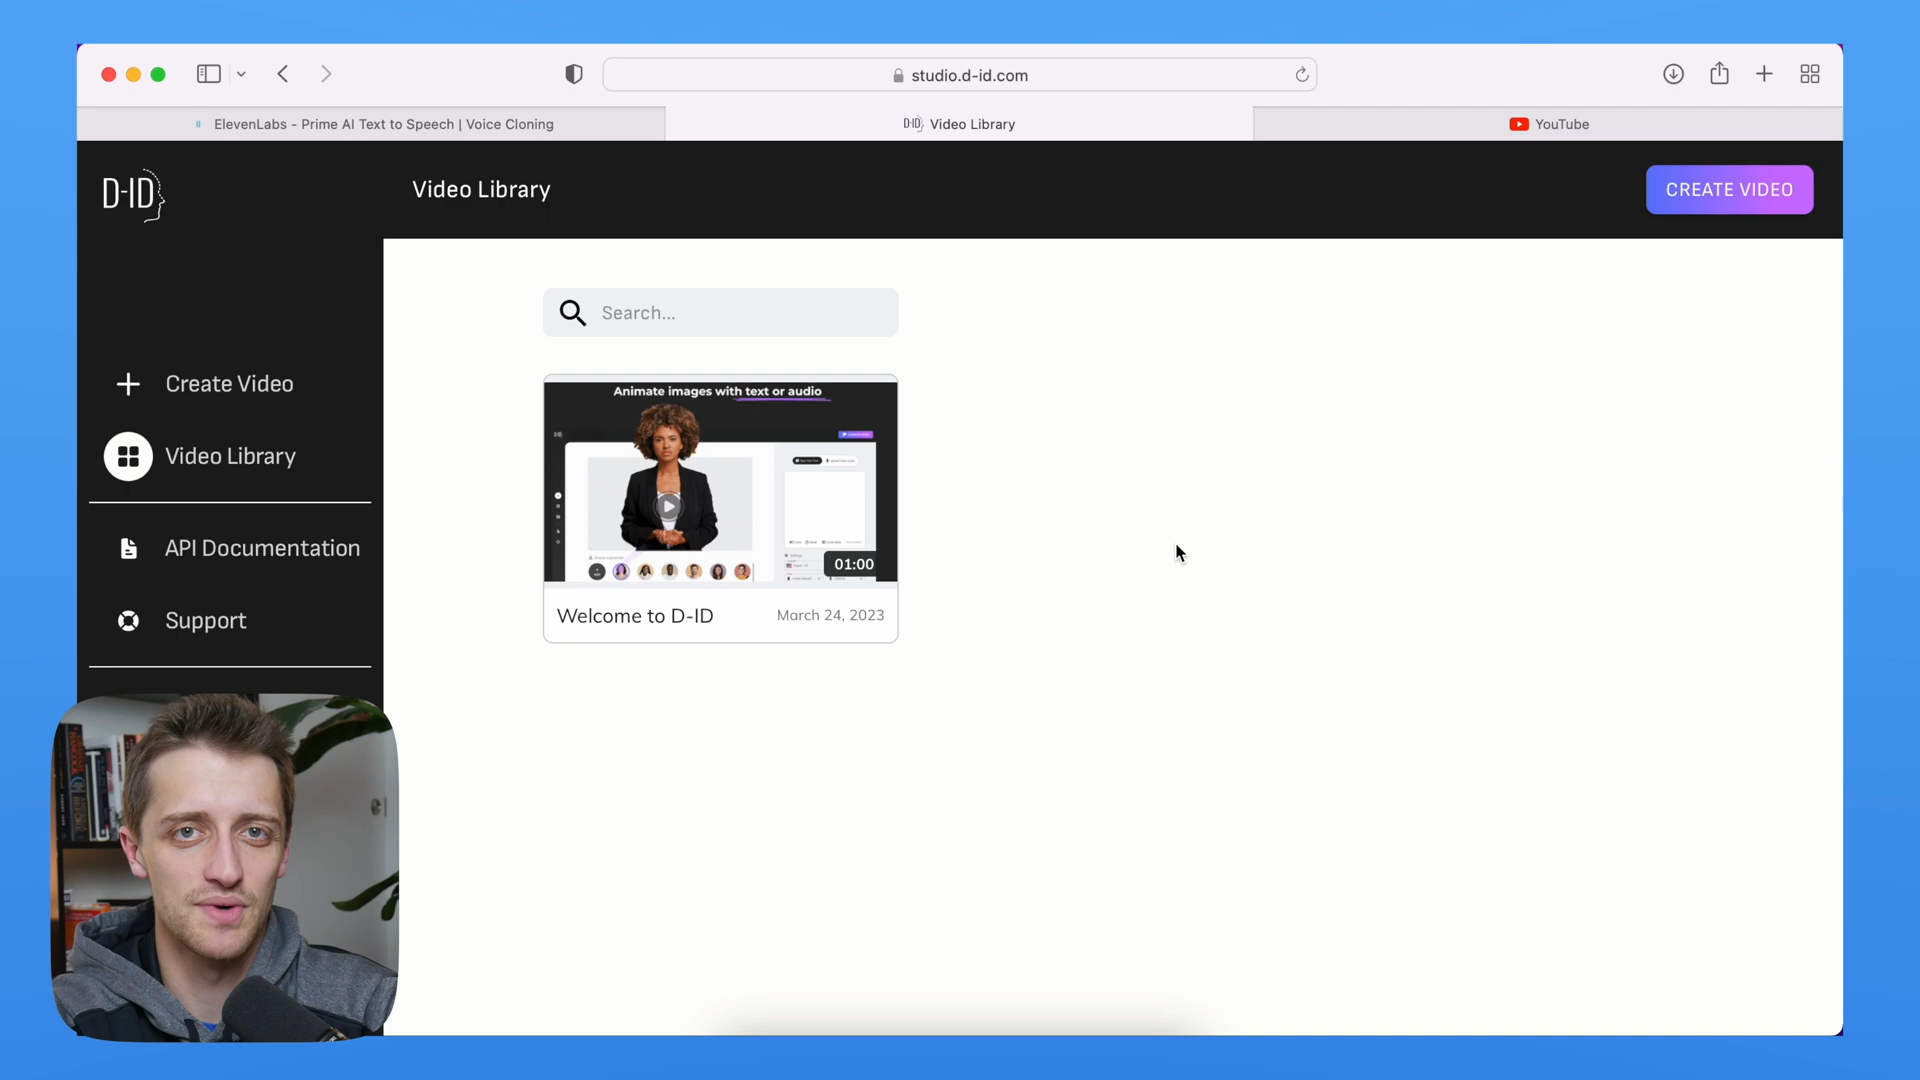 studio.d-id.com
ElevenLabs - Prime AI Text to Speech | Voice Cloning
D-ID Video Library
YouTube
D-ID
Video Library
CREATE VIDEO
Search...
Create Video
Video Library
API Documentation
Support
Animate images with text or audio
01:00
Welcome to D-ID
March 24, 2023